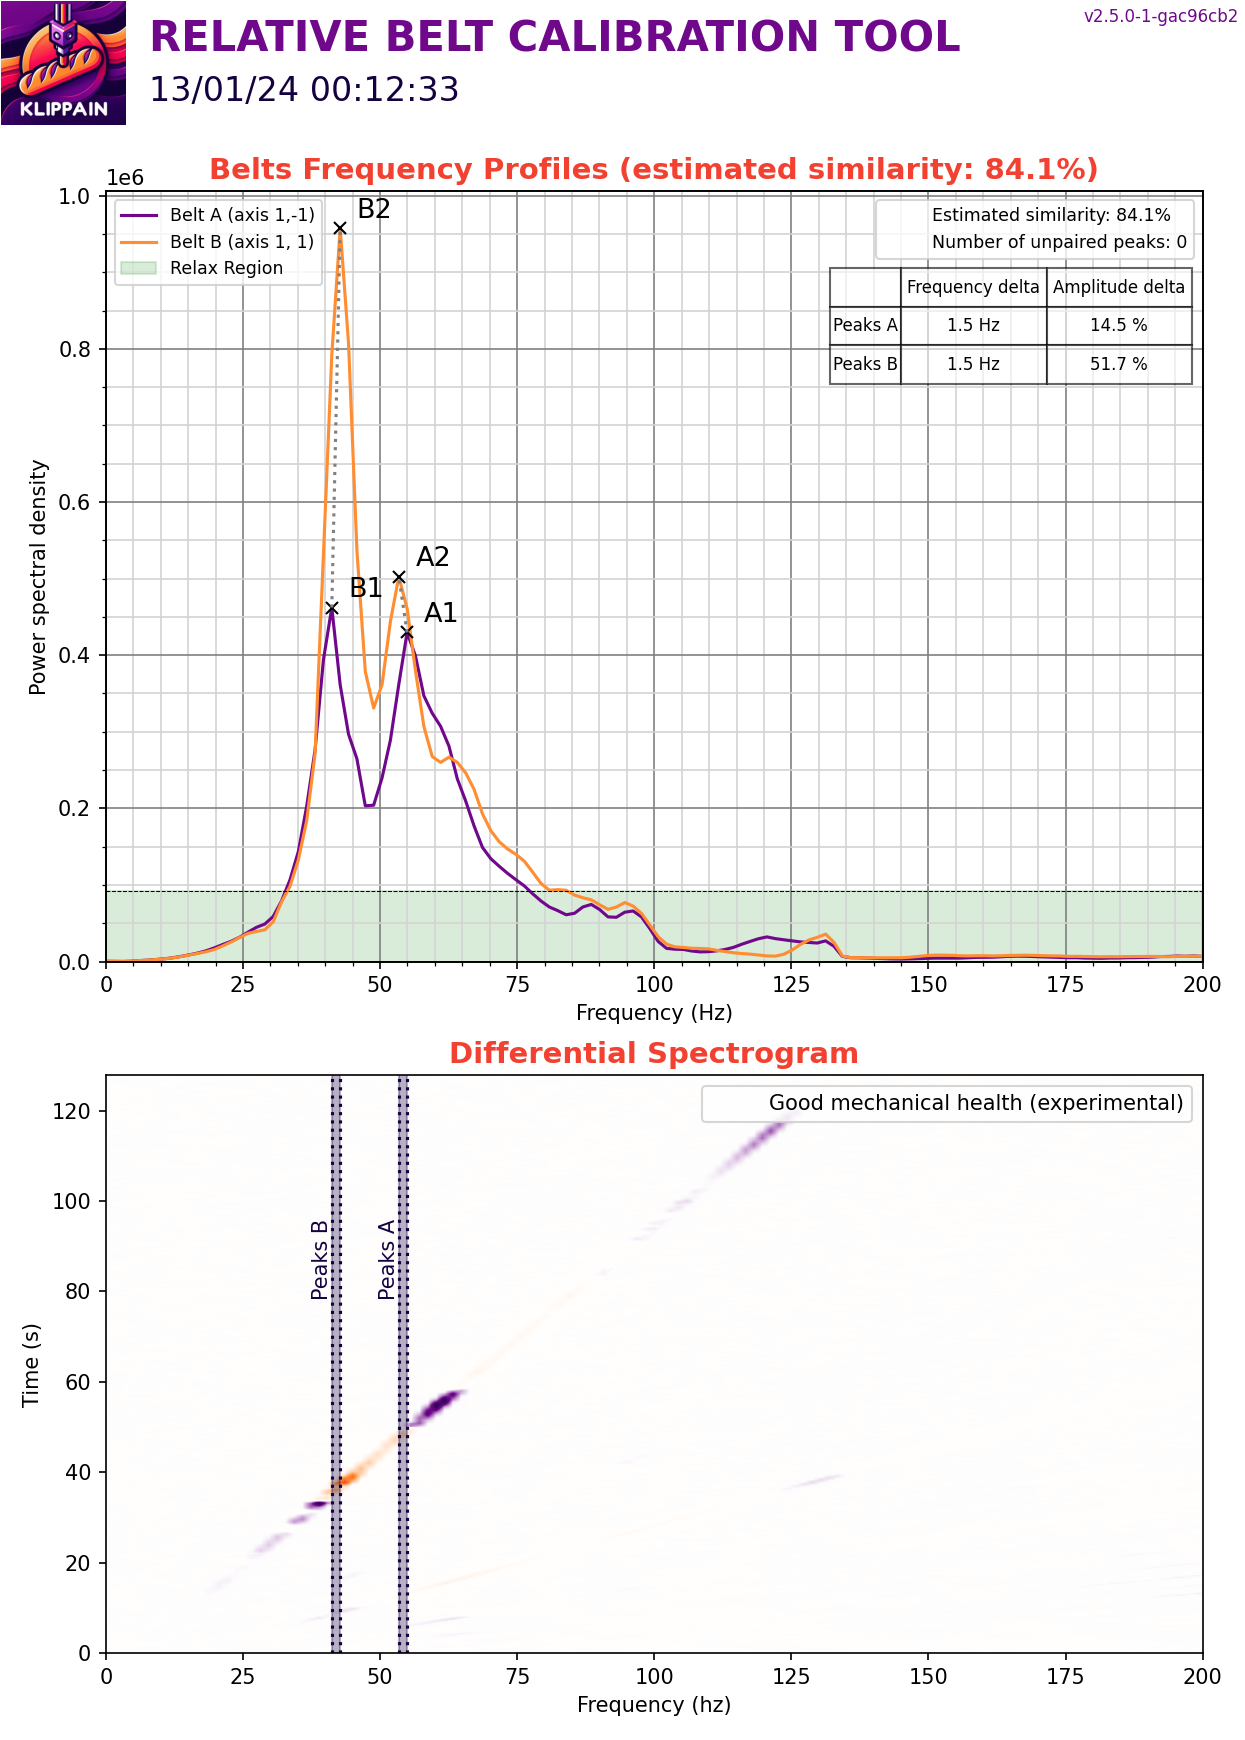 KLIPPAIN
RELATIVE BELT CALIBRATION TOOL
13/01/24 00:12:33
v2.5.0-1-gac96cb2
Belts Frequency Profiles (estimated similarity: 84.1%)
1e6
Belt A (axis 1,-1)
Belt B (axis 1, 1)
Relax Region
Estimated similarity: 84.1%
Number of unpaired peaks: 0
Frequency delta Amplitude delta
Peaks A 1.5 Hz 14.5 %
Peaks B 1.5 Hz 51.7 %
B2
A2
B1
A1
1.0
0.8
0.6
0.4
0.2
0.0
Power spectral density
0 25 50 75 100 125 150 175 200
Frequency (Hz)
Differential Spectrogram
Good mechanical health (experimental)
Peaks B
Peaks A
120
100
80
60
40
20
0
Time (s)
0 25 50 75 100 125 150 175 200
Frequency (hz)